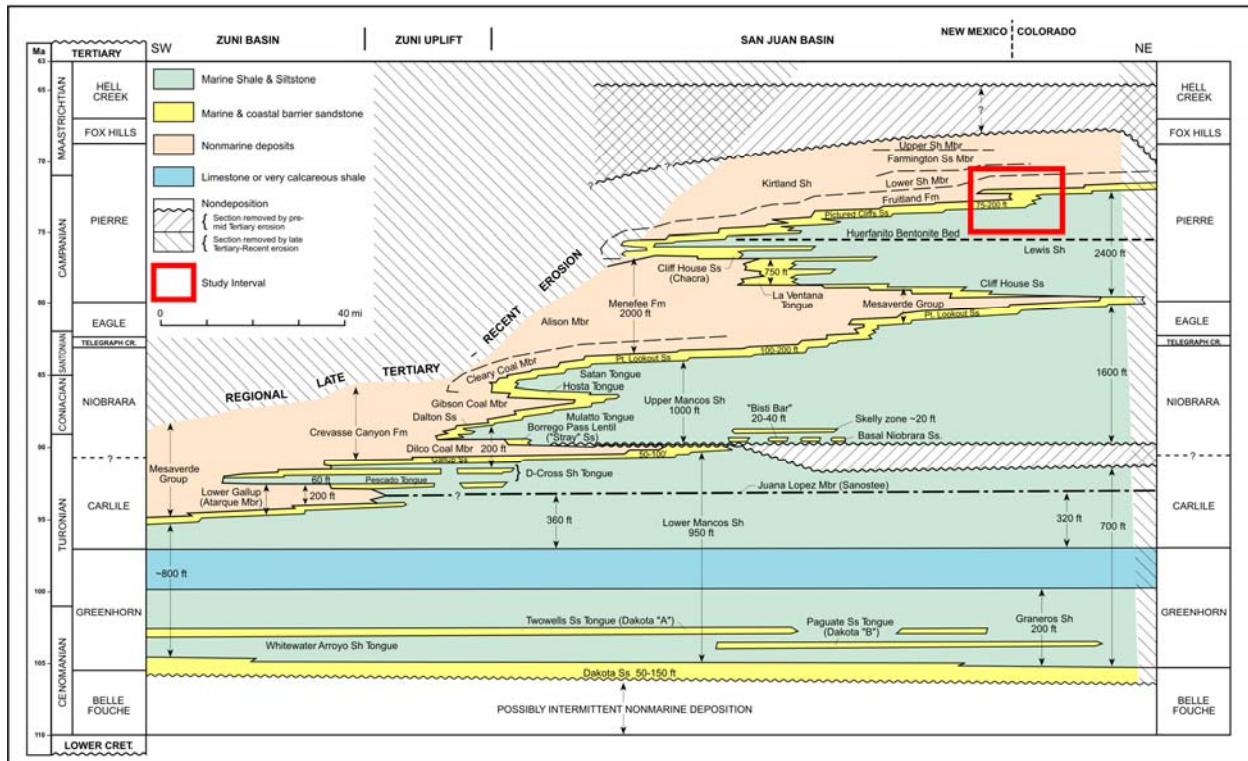 ZUNI BASIN
ZUNI UPLIFT
SAN JUAN BASIN
NEW MEXICO
COLORADO
Ma
TERTIARY
SW
NE
63
65
70
75
80
85
90
95
100
105
110
MAASTRICHTIAN
CAMPANIAN
SANTONIAN
CONIACIAN
TURONIAN
CENOMANIAN
HELL
CREEK
FOX HILLS
PIERRE
EAGLE
TELEGRAPH CR.
NIOBRARA
?
CARLILE
GREENHORN
BELLE
FOUCHE
LOWER CRET.
Marine Shale & Siltstone
Marine & coastal barrier sandstone
Nonmarine deposits
Limestone or very calcareous shale
Nondeposition
Section removed by pre-
mid Tertiary erosion
Section removed by late
Tertiary-Recent erosion
Study Interval
0
40 mi
REGIONAL LATE TERTIARY - RECENT EROSION
?
?
Upper Sh Mbr
Farmington Ss Mbr
Kirtland Sh
Lower Sh Mbr
Fruitland Fm
75-200 ft
Pictured Cliffs Ss
Huerfanito Bentonite Bed
Lewis Sh
2400 ft
Cliff House Ss
(Chacra)
750 ft
La Ventana
Tongue
Cliff House Ss
Mesaverde Group
Pt. Lookout Ss
Menefee Fm
2000 ft
Alison Mbr
Cleary Coal Mbr
Pt. Lookout Ss
100-200 ft
Satan Tongue
Hosta Tongue
1600 ft
Gibson Coal Mbr
Upper Mancos Sh
1000 ft
Mulatto Tongue
Dalton Ss
"Bisti Bar"
20-40 ft
Skelly zone ~20 ft
Borrego Pass Lentil
("Stray" Ss)
Basal Niobrara Ss.
Crevasse Canyon Fm
Dilco Coal Mbr
200 ft
Gallup Ss
50-100'
Mesaverde
Group
60 ft
Pescado Tongue
D-Cross Sh Tongue
Lower Gallup
(Atarque Mbr)
200 ft
?
Juana Lopez Mbr (Sanostee)
360 ft
Lower Mancos Sh
950 ft
320 ft
700 ft
~800 ft
Twowells Ss Tongue (Dakota "A")
Paguate Ss Tongue
(Dakota "B")
Graneros Sh
200 ft
Whitewater Arroyo Sh Tongue
Dakota Ss 50-150 ft
POSSIBLY INTERMITTENT NONMARINE DEPOSITION
HELL
CREEK
FOX HILLS
PIERRE
EAGLE
TELEGRAPH CR.
NIOBRARA
?
CARLILE
GREENHORN
BELLE
FOUCHE